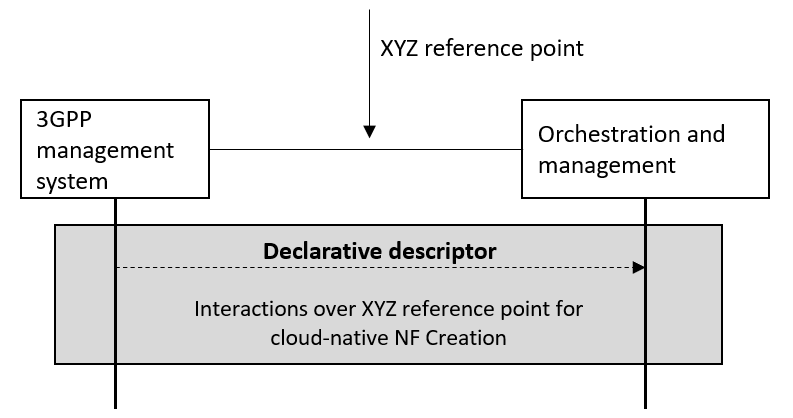 XYZ reference point
3GPP
management
system
Orchestration and
management
Declarative descriptor
Interactions over XYZ reference point for
cloud-native NF Creation